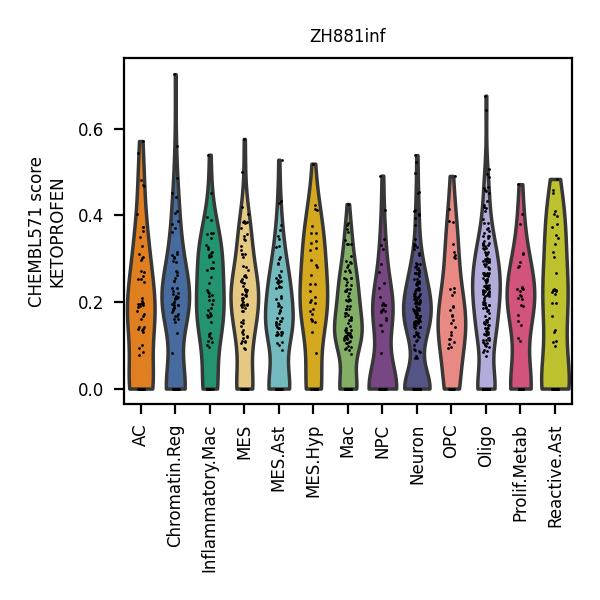 ZH881inf
CHEMBL571 score
KETOPROFEN
0.6
0.4
0.2
0.0
AC
Chromatin.Reg
Inflammatory.Mac
MES
MES.Ast
MES.Hyp
Mac
NPC
Neuron
OPC
Oligo
Prolif.Metab
Reactive.Ast